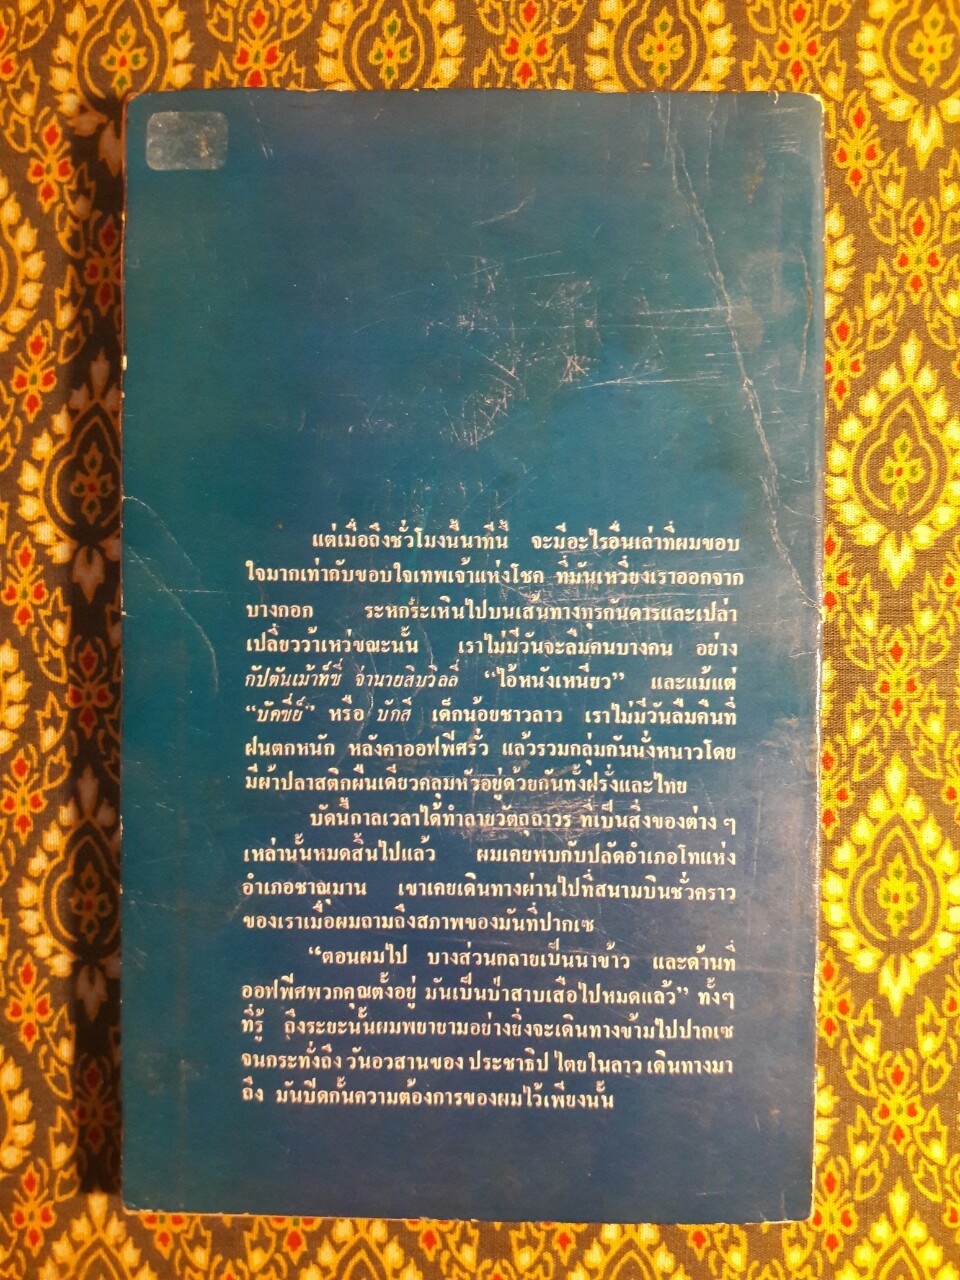 แต่เมื่อถึงชั่วโมงนี้นาทีนี้ จะมีอะไรอื่นเล่าที่ผมขอบ
ใจมากเท่ากับขอบใจเทพเจ้าแห่งโชค ที่มันเหวี่ยงเราออกจาก
บางกอก ระหกระเหินไปบนเส้นทางทุรกันดารและเปล่า
เปลี่ยวว้าเหว่ขณะนั้น เราไม่มีวันจะลืมคนบางคน อย่าง
กัปตันเม้าท์ซี่ จ่านายสิบวิลลี่ “ไอ้หนังเหนียว” และแม้แต่
“บัคซี่ย์” หรือ บักสี เด็กน้อยชาวลาว เราไม่มีวันลืมคืนที่
ฝนตกหนัก หลังคาออฟฟีศรั่ว แล้วรวมกลุ่มกันนั่งหนาวโดย
มีผ้าปลาสติกผืนเดียวคลุมหัวอยู่ด้วยกันทั้งฝรั่งและไทย
บัดนี้กาลเวลาได้ทำลายวัตถุถาวร ที่เป็นสิ่งของต่าง ๆ
เหล่านั้นหมดสิ้นไปแล้ว ผมเคยพบกับปลัดอำเภอโทแห่ง
อำเภอชานุมาน เขาเคยเดินทางผ่านไปที่สนามบินชั่วคราว
ของเราเมื่อผมถามถึงสภาพของมันที่ปากเซ
“ตอนผมไป บางส่วนกลายเป็นนาข้าว และด้านที่
ออฟฟีศพวกคุณตั้งอยู่ มันเป็นป่าสาบเสือไปหมดแล้ว” ทั้งๆ
ที่รู้ ถึงระยะนั้นผมพยายามอย่างยิ่งจะเดินทางข้ามไปปากเซ
จนกระทั่งถึง วันอวสานของ ประชาธิป ไตยในลาว เดินทางมา
ถึง มันปิดกั้นความต้องการของผมไว้เพียงนั้น